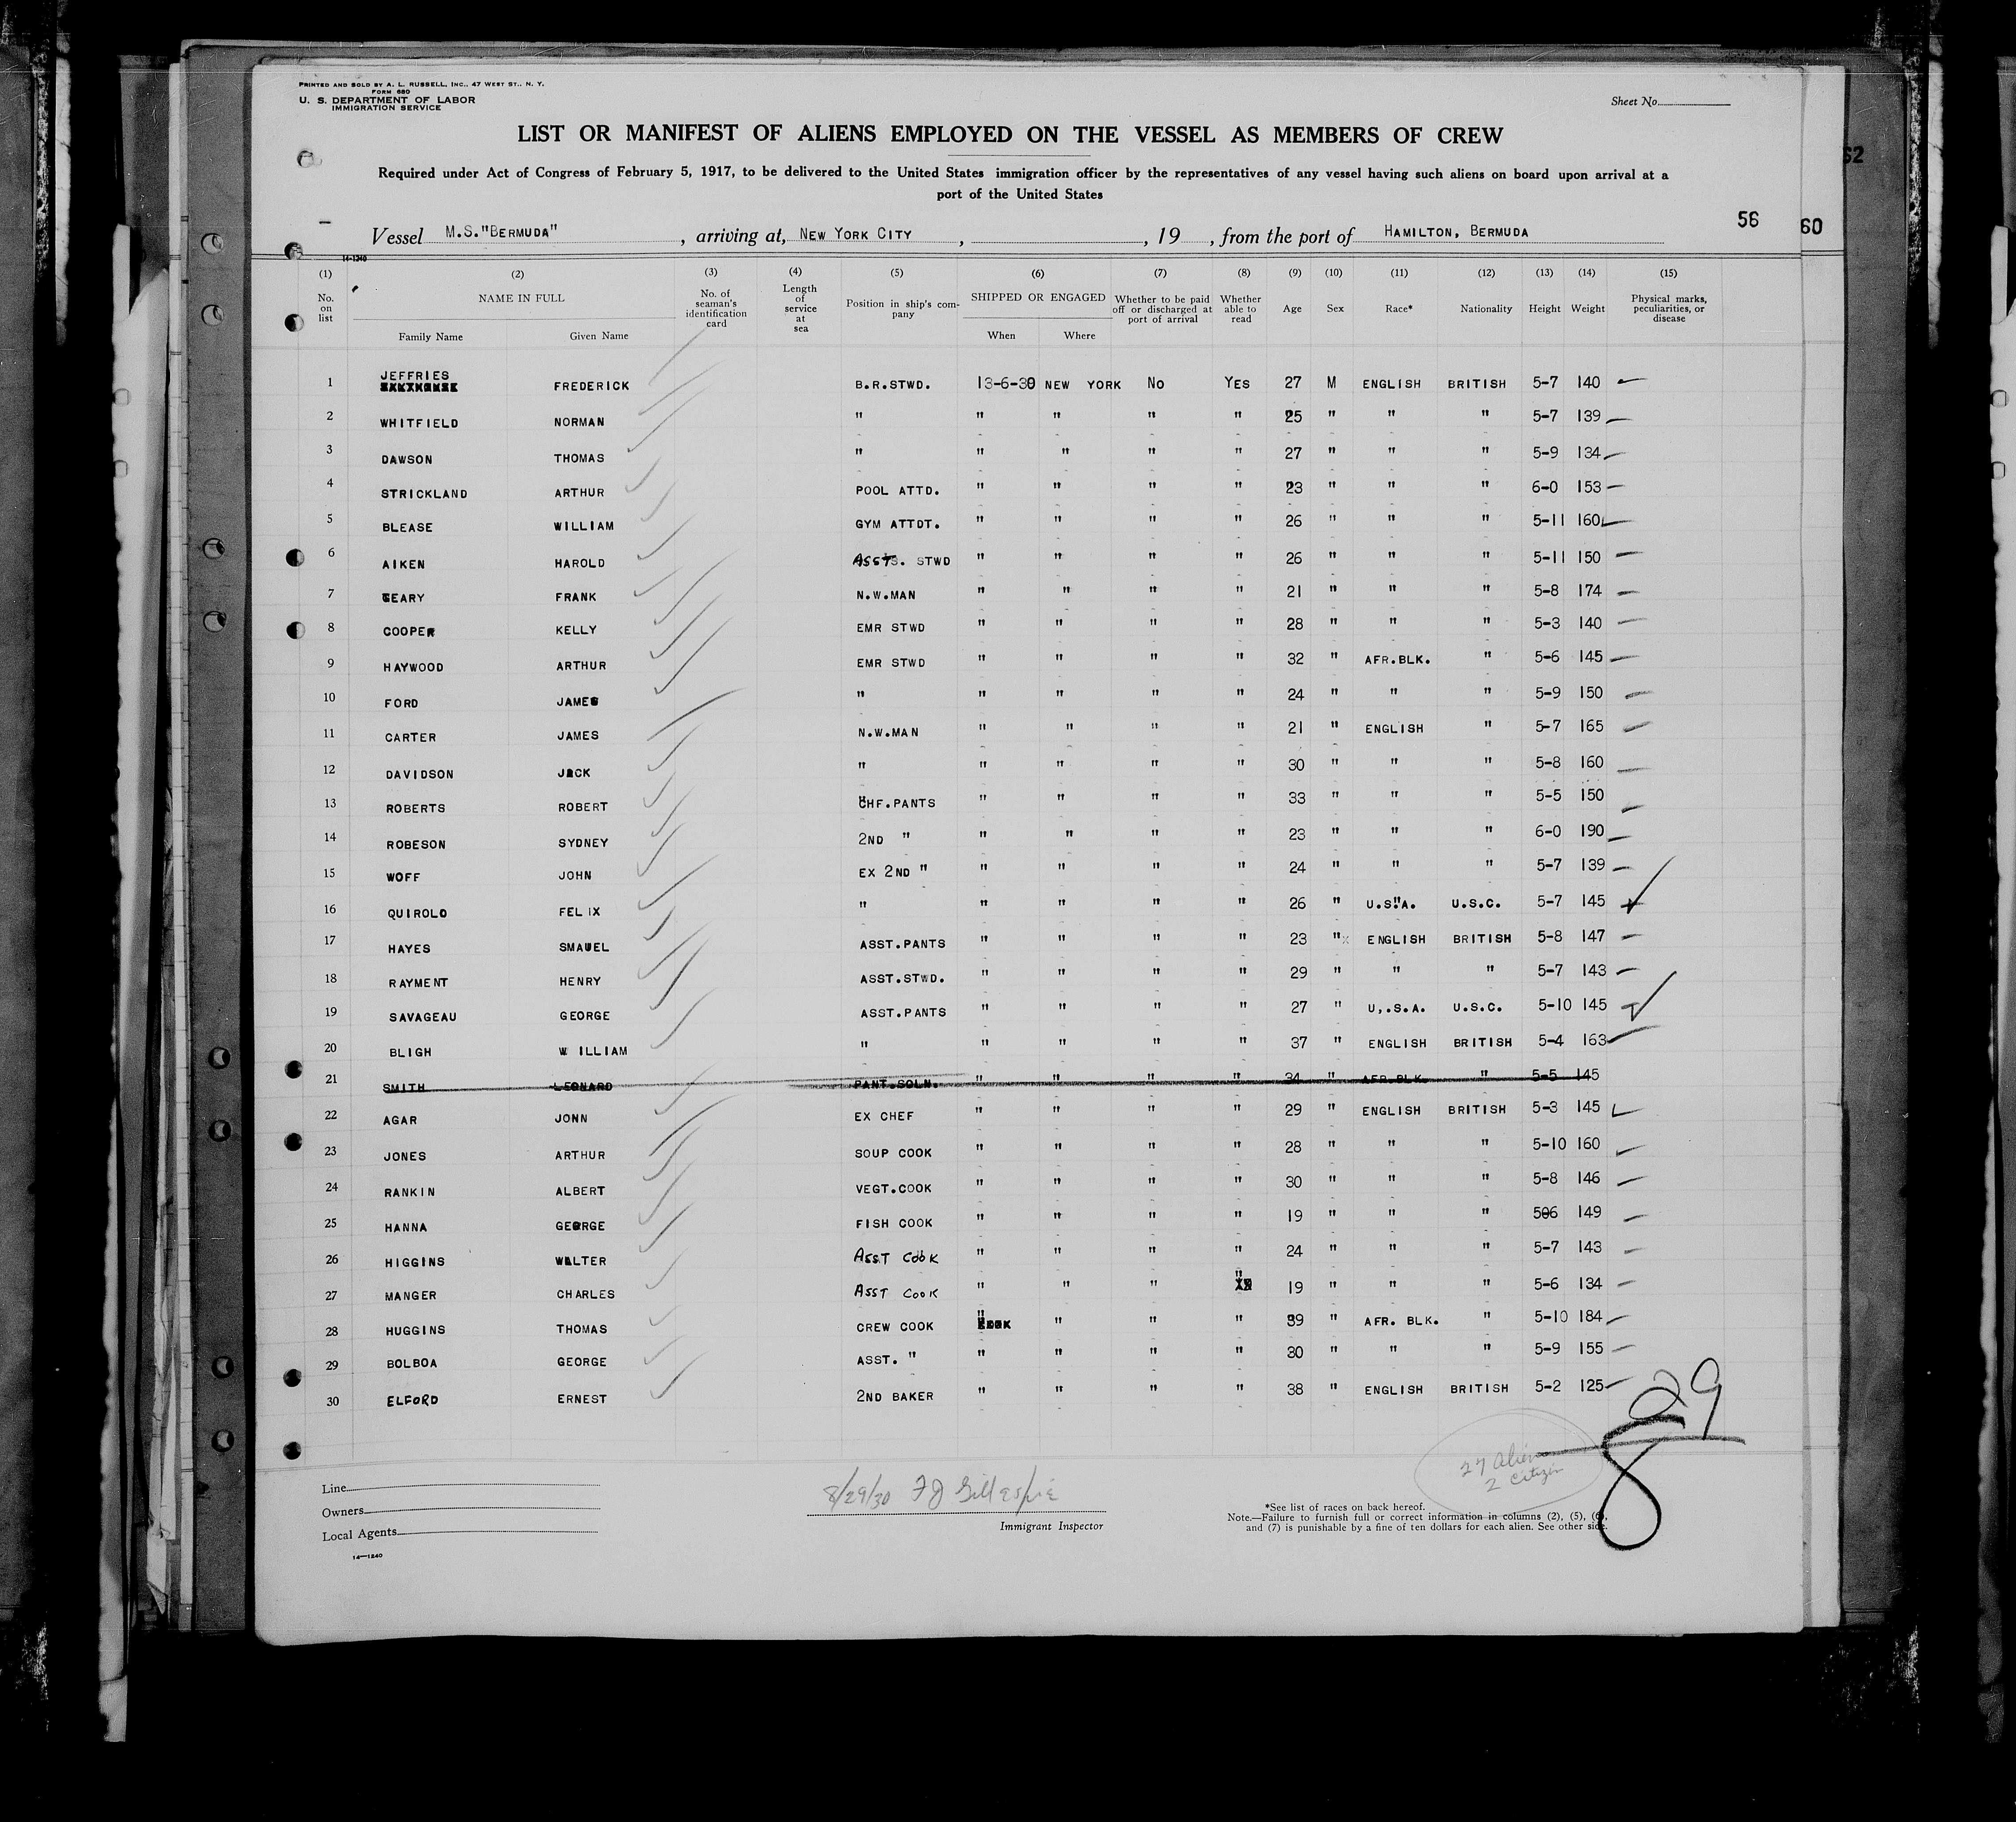 PRINTED AND SOLD BY A. L. RUSSELL, INC., 47 WEST ST., N. Y.
FORM 680
U. S. DEPARTMENT OF LABOR
IMMIGRATION SERVICE
Sheet No.
LIST OR MANIFEST OF ALIENS EMPLOYED ON THE VESSEL AS MEMBERS OF CREW
Required under Act of Congress of February 5, 1917, to be delivered to the United States immigration officer by the representatives of any vessel having such aliens on board upon arrival at a
port of the United States
52
56
60
Vessel M.S."BERMUDA", arriving at, NEW YORK CITY, , 19 , from the port of HAMILTON, BERMUDA
14-1240
(1) (2) (3) (4) (5) (6) (7) (8) (9) (10) (11) (12) (13) (14) (15)
No. on list NAME IN FULL Family Name Given Name No. of seaman's identification card Length of service at sea Position in ship's company SHIPPED OR ENGAGED When Where Whether to be paid off or discharged at port of arrival Whether able to read Age Sex Race* Nationality Height Weight Physical marks, peculiarities, or disease
1 JEFFRIES FREDERICK B.R.STWD. 13-6-30 NEW YORK No YES 27 M ENGLISH BRITISH 5-7 140
2 WHITFIELD NORMAN " " " " " 25 " " " 5-7 139
3 DAWSON THOMAS " " " " " 27 " " " 5-9 134
4 STRICKLAND ARTHUR POOL ATTD. " " " " 23 " " " 6-0 153
5 BLEASE WILLIAM GYM ATTDT. " " " " 26 " " " 5-11 160
6 AIKEN HAROLD ASSTS. STWD " " " " 26 " " " 5-11 150
7 GEARY FRANK N.W.MAN " " " " 21 " " " 5-8 174
8 COOPER KELLY EMR STWD " " " " 28 " " " 5-3 140
9 HAYWOOD ARTHUR EMR STWD " " " " 32 " AFR.BLK. " 5-6 145
10 FORD JAMES " " " " " 24 " " " 5-9 150
11 CARTER JAMES N.W.MAN " " " " 21 " ENGLISH " 5-7 165
12 DAVIDSON JACK " " " " " 30 " " " 5-8 160
13 ROBERTS ROBERT CHF.PANTS " " " " 33 " " " 5-5 150
14 ROBESON SYDNEY 2ND " " " " " 23 " " " 6-0 190
15 WOFF JOHN EX 2ND " " " " " 24 " " " 5-7 139
16 QUIROLO FELIX " " " " " 26 " U.S.A. U.S.C. 5-7 145
17 HAYES SMAUEL ASST.PANTS " " " " 23 " ENGLISH BRITISH 5-8 147
18 RAYMENT HENRY ASST.STWD. " " " " 29 " " " 5-7 143
19 SAVAGEAU GEORGE ASST.PANTS " " " " 27 " U,.S.A. U.S.C. 5-10 145
20 BLIGH W ILLIAM " " " " " 37 " ENGLISH BRITISH 5-4 163
21 SMITH LEONARD PANT.SCLN. " " " " 34 " AFR.BLK. " 5-5 145
22 AGAR JONN EX CHEF " " " " 29 " ENGLISH BRITISH 5-3 145
23 JONES ARTHUR SOUP COOK " " " " 28 " " " 5-10 160
24 RANKIN ALBERT VEGT.COOK " " " " 30 " " " 5-8 146
25 HANNA GEORGE FISH COOK " " " " 19 " " " 506 149
26 HIGGINS WALTER ASST COOK " " " " 24 " " " 5-7 143
27 MANGER CHARLES ASST COOK " " " " 19 " " " 5-6 134
28 HUGGINS THOMAS CREW COOK " " " " 39 " AFR. BLK. " 5-10 184
29 BOLBOA GEORGE ASST. " " " " " 30 " " " 5-9 155
30 ELFORD ERNEST 2ND BAKER " " " " 38 " ENGLISH BRITISH 5-2 125
29
8
27 Aliens
2 Citizen
Line
Owners
Local Agents
14—1240
8/29/30 FJ Gillespie
Immigrant Inspector
*See list of races on back hereof.
Note.—Failure to furnish full or correct information in columns (2), (5), (6),
and (7) is punishable by a fine of ten dollars for each alien. See other side.